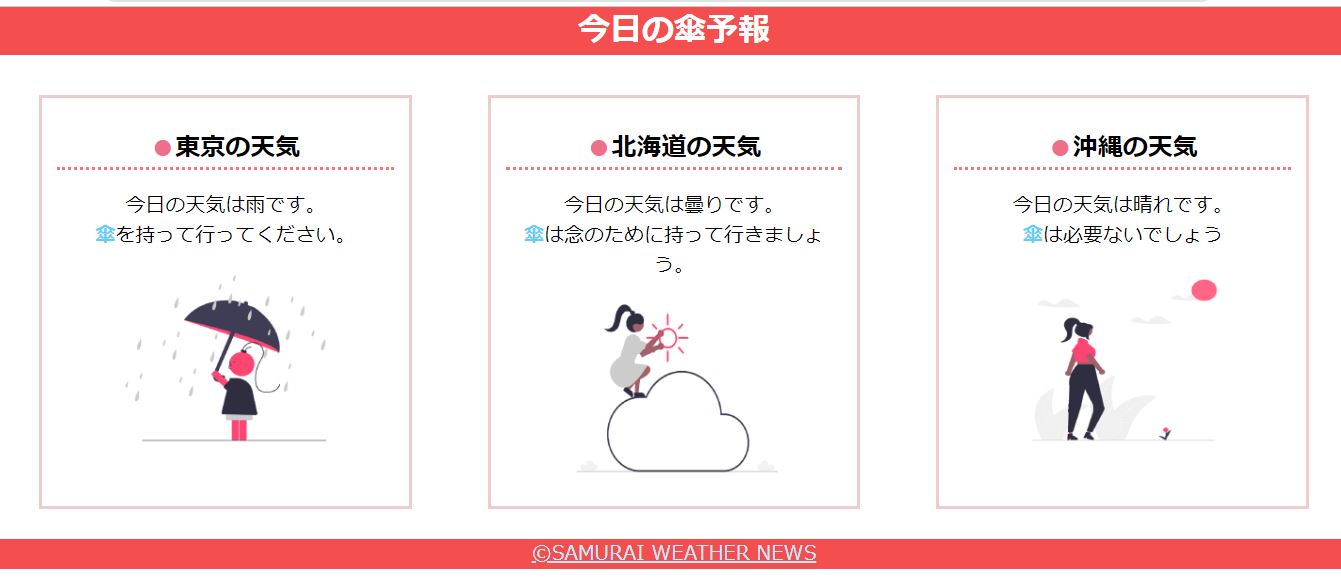 今日の傘予報
東京の天気
今日の天気は雨です。
傘を持って行ってください。
北海道の天気
今日の天気は曇りです。
傘は念のために持って行きましょ
う。
沖縄の天気
今日の天気は晴れです。
傘は必要ないでしょう
©SAMURAI WEATHER NEWS